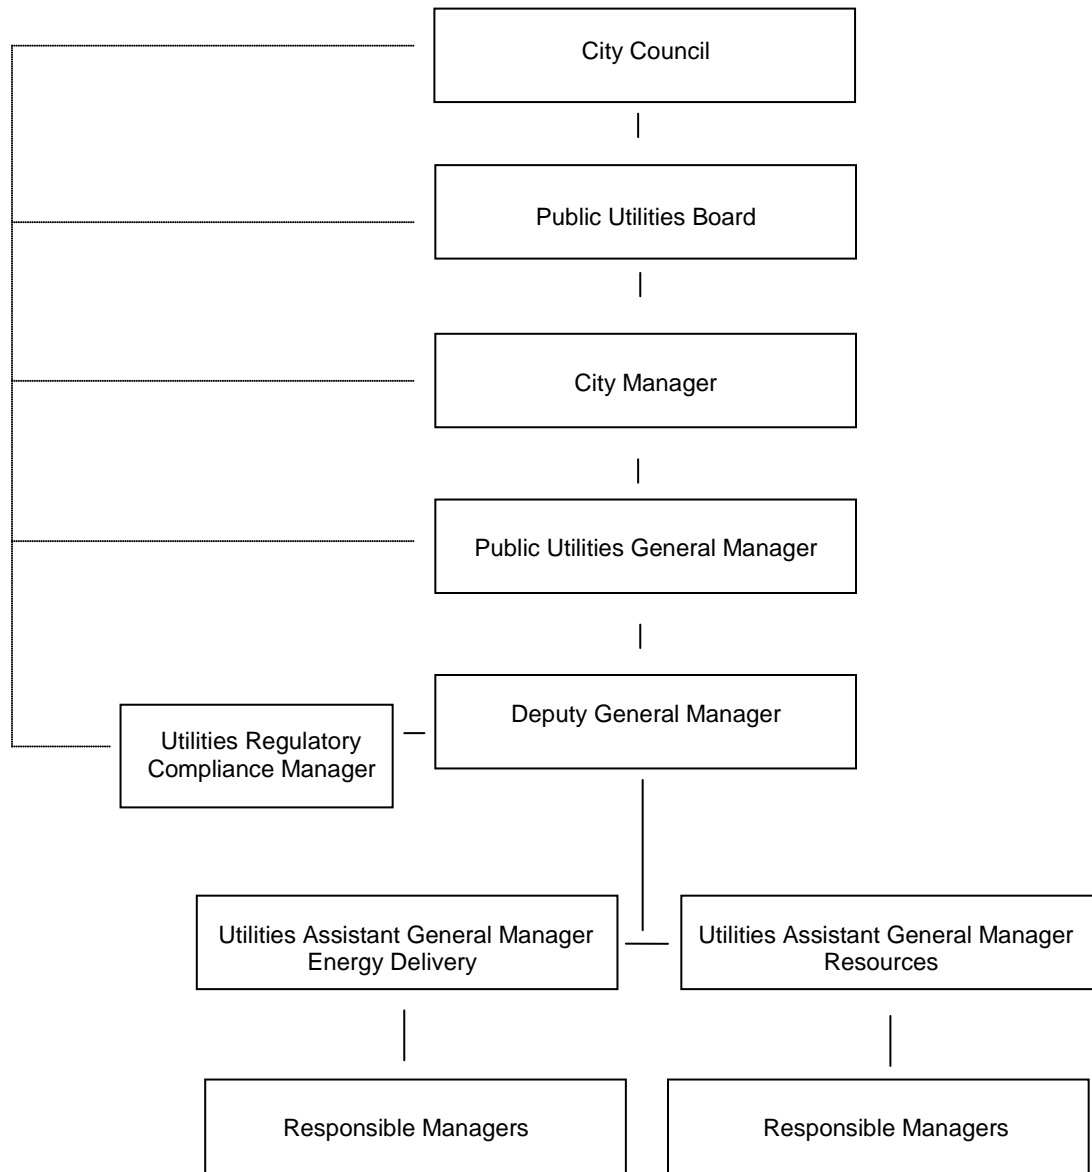 City Council
Public Utilities Board
City Manager
Public Utilities General Manager
Deputy General Manager
Utilities Regulatory
Compliance Manager
Utilities Assistant General Manager
Energy Delivery
Utilities Assistant General Manager
Resources
Responsible Managers
Responsible Managers